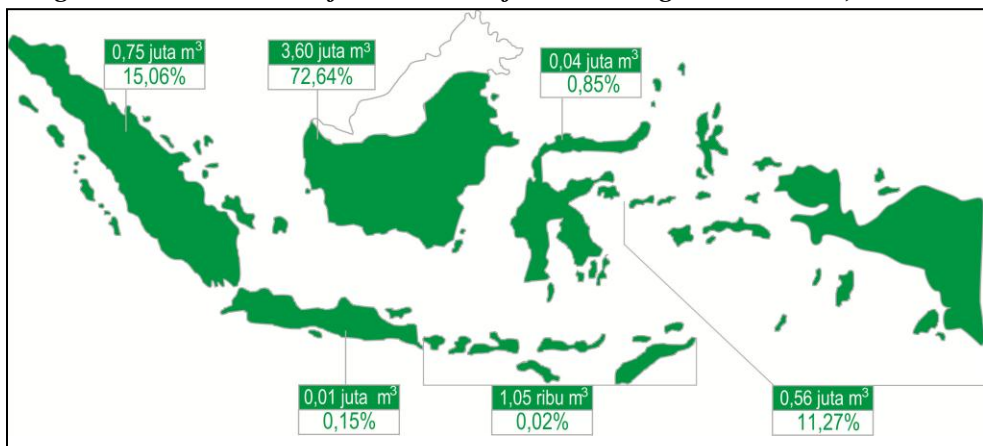 0,75 juta m³
15,06%
3,60 juta m³
72,64%
0,04 juta m³
0,85%
0,01 juta m³
0,15%
1,05 ribu m³
0,02%
0,56 juta m³
11,27%